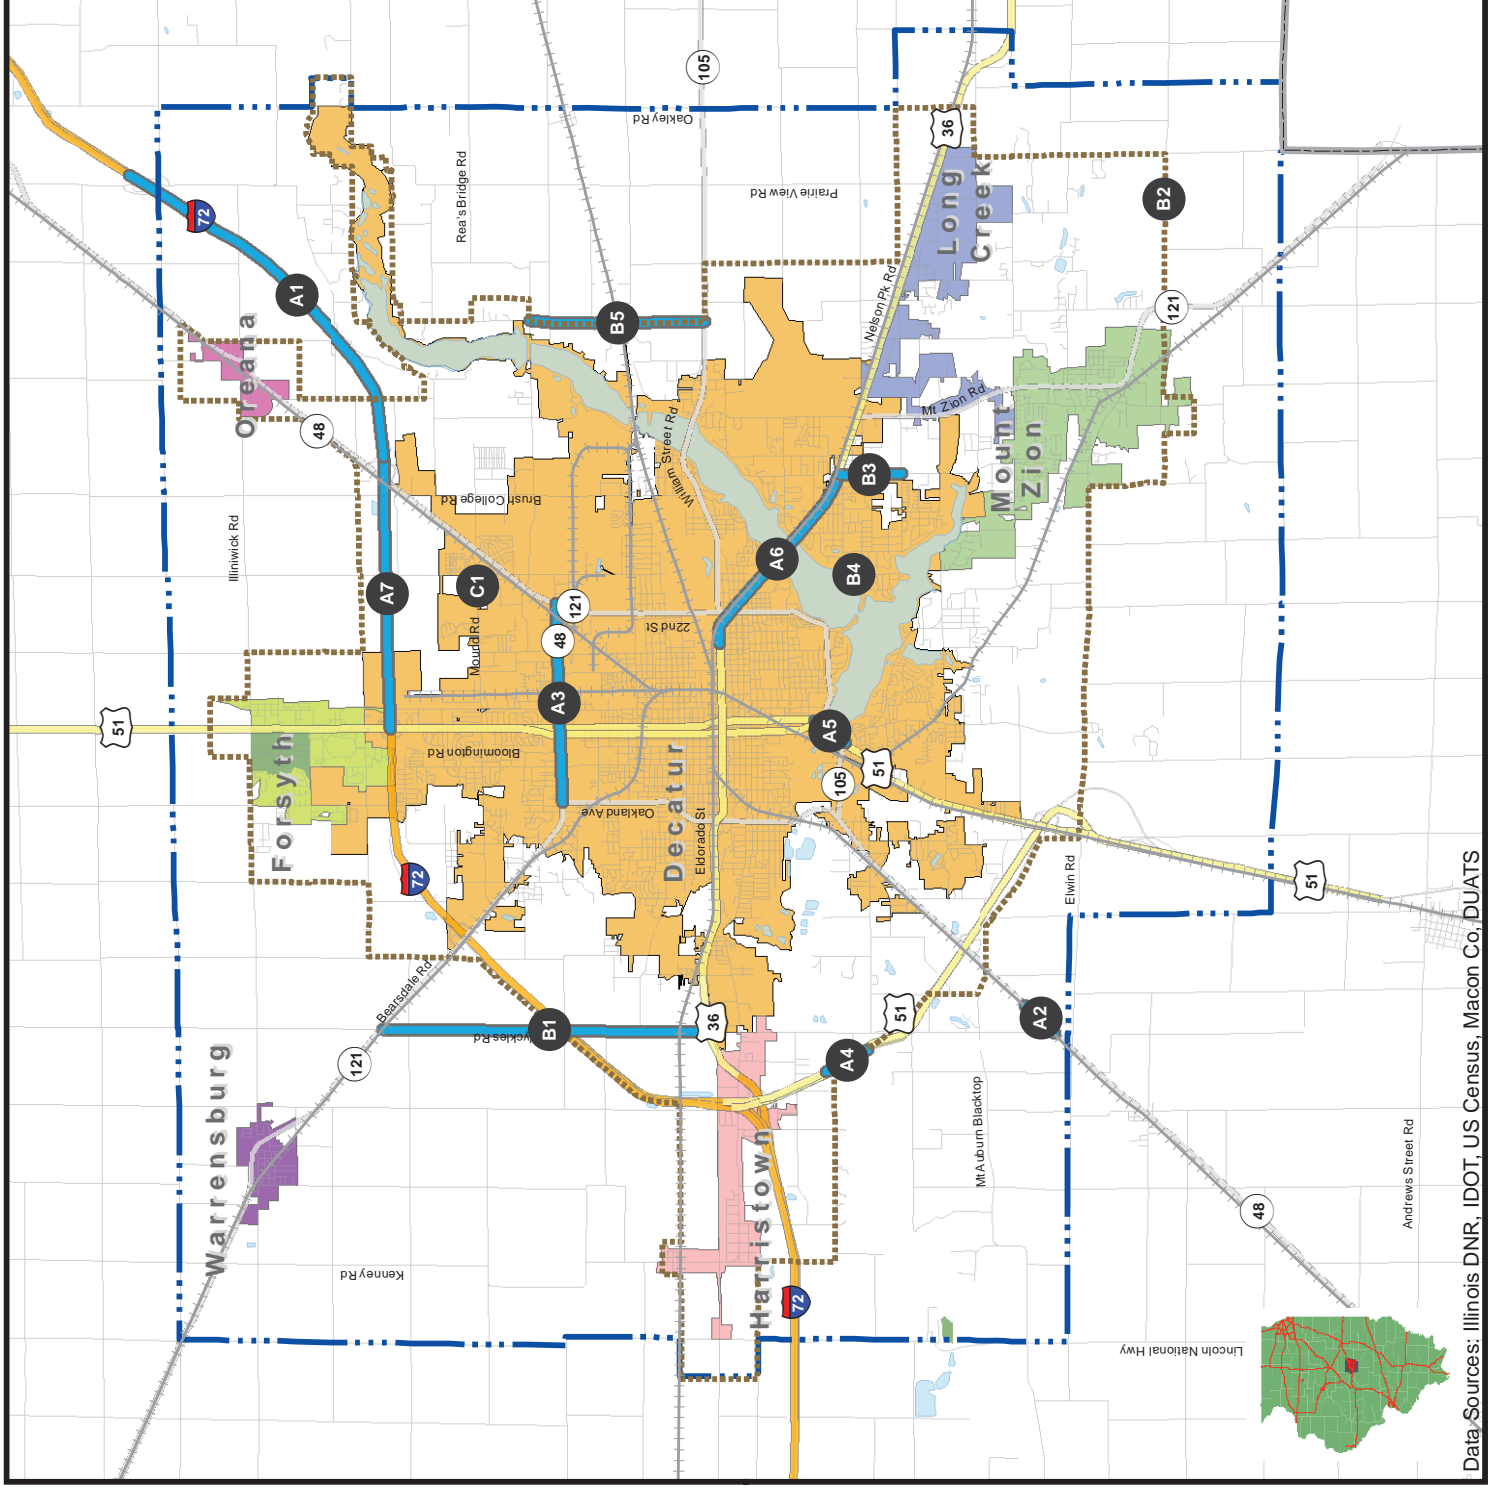 72
A1
Oreana
48
Illiniwick Rd
A7
Rea's Bridge Rd
Oakley Rd
105
Prairie View Rd
B5
Brush College Rd
William Street Rd
36
Long
Creek
Nelson Pk Rd
Mt Zion Rd
Mount
Zion
B2
121
B3
A6
B4
C1
Mound Rd
121
48
22nd St
A3
51
Forsyth
Bloomington Rd
Oakland Ave
Decatur
Eldorado St
A5
105
51
72
Bearsdale Rd
121
Warrensburg
B1
36
Kenney Rd
Harristown
72
A4
51
Mt Auburn Blacktop
A2
Elwin Rd
51
48
Andrews Street Rd
Lincoln National Hwy
Data Sources: Illinois DNR, IDOT, US Census, Macon Co, DUATS